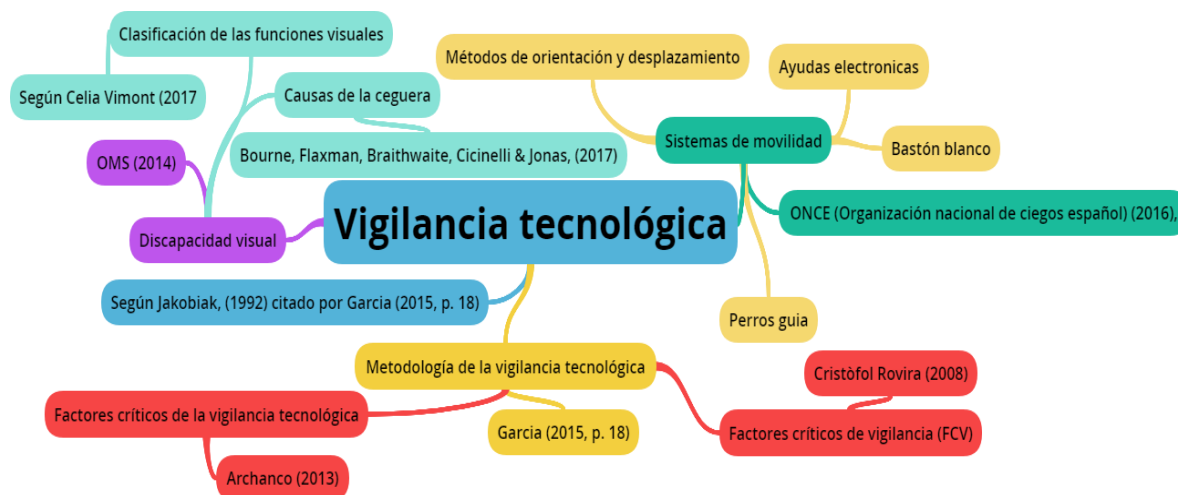 Clasificación de las funciones visuales
Según Celia Vimont (2017
Causas de la ceguera
Bourne, Flaxman, Braithwaite, Cicinelli & Jonas, (2017)
OMS (2014)
Discapacidad visual
Métodos de orientación y desplazamiento
Ayudas electronicas
Sistemas de movilidad
Bastón blanco
ONCE (Organización nacional de ciegos español) (2016),
Perros guia
Vigilancia tecnológica
Según Jakobiak, (1992) citado por Garcia (2015, p. 18)
Metodología de la vigilancia tecnológica
Cristòfol Rovira (2008)
Factores críticos de la vigilancia tecnológica
Garcia (2015, p. 18)
Factores críticos de vigilancia (FCV)
Archanco (2013)